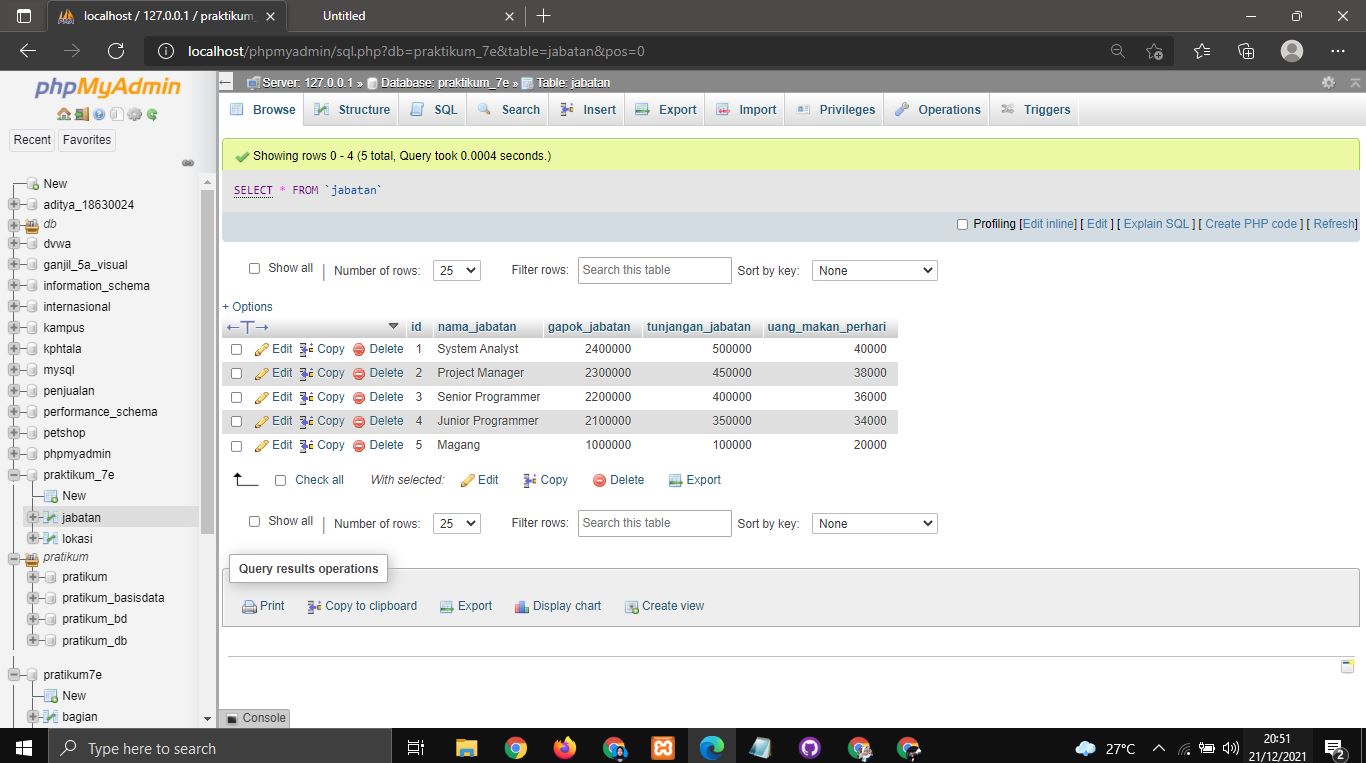 localhost / 127.0.0.1 / praktikum_
Untitled
localhost/phpmyadmin/sql.php?db=praktikum_7e&table=jabatan&pos=0
phpMyAdmin
Recent Favorites
New
aditya_18630024
db
dvwa
ganjil_5a_visual
information_schema
internasional
kampus
kphtala
mysql
penjualan
performance_schema
petshop
phpmyadmin
praktikum_7e
New
jabatan
lokasi
pratikum
pratikum
pratikum_basisdata
pratikum_bd
pratikum_db
pratikum7e
New
bagian
Server: 127.0.0.1 » Database: praktikum_7e » Table: jabatan
Browse Structure SQL Search Insert Export Import Privileges Operations Triggers
Showing rows 0 - 4 (5 total, Query took 0.0004 seconds.)
SELECT * FROM `jabatan`
Profiling [Edit inline] [ Edit ] [ Explain SQL ] [ Create PHP code ] [ Refresh]
Show all | Number of rows: 25 Filter rows: Search this table Sort by key: None
+ Options
←T→ id nama_jabatan gapok_jabatan tunjangan_jabatan uang_makan_perhari
Edit Copy Delete 1 System Analyst 2400000 500000 40000
Edit Copy Delete 2 Project Manager 2300000 450000 38000
Edit Copy Delete 3 Senior Programmer 2200000 400000 36000
Edit Copy Delete 4 Junior Programmer 2100000 350000 34000
Edit Copy Delete 5 Magang 1000000 100000 20000
Check all With selected: Edit Copy Delete Export
Show all | Number of rows: 25 Filter rows: Search this table Sort by key: None
Query results operations
Print Copy to clipboard Export Display chart Create view
Console
Type here to search
27°C
20:51
21/12/2021
2